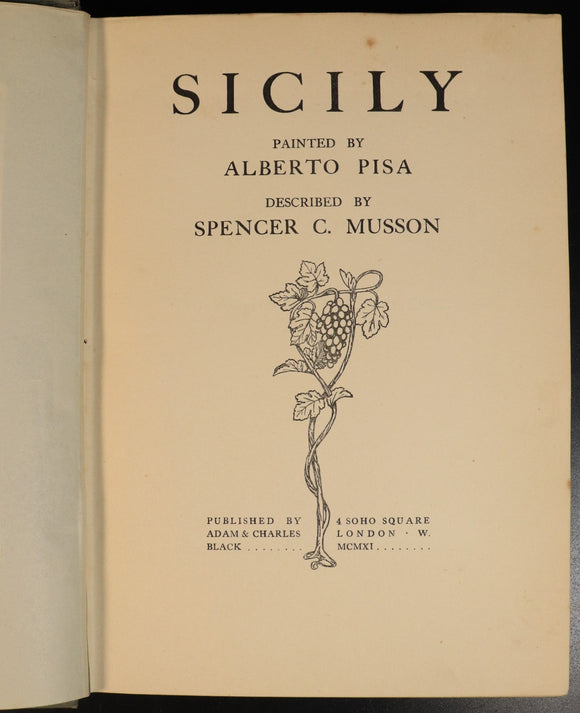 SICILY
PAINTED BY
ALBERTO PISA
DESCRIBED BY
SPENCER C. MUSSON
PUBLISHED BY
ADAM & CHARLES
BLACK ........
4 SOHO SQUARE
LONDON · W.
MCMXI ........